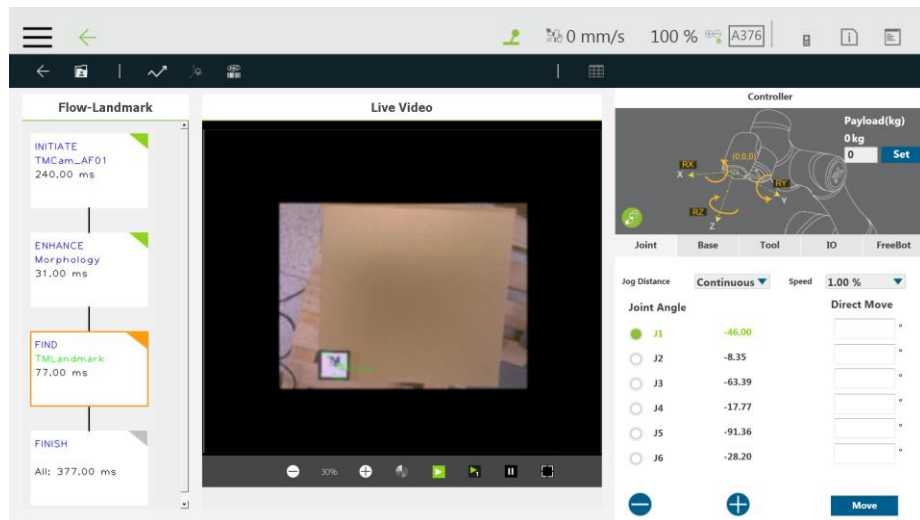 0 mm/s 100 % A376
Flow-Landmark
INITIATE
TMCam_AF01
240.00 ms
ENHANCE
Morphology
31.00 ms
FIND
TMLandmark
77.00 ms
FINISH
All: 377.00 ms
Live Video
TM
30%
Controller
Payload(kg)
0 kg
0 Set
(0,0,0)
RX
X
RY
Y
RZ
Z
Joint Base Tool IO FreeBot
Jog Distance Continuous Speed 1.00 %
Joint Angle Direct Move
J1 -46.00 °
J2 -8.35 °
J3 -63.39 °
J4 -17.77 °
J5 -91.36 °
J6 -28.20 °
Move